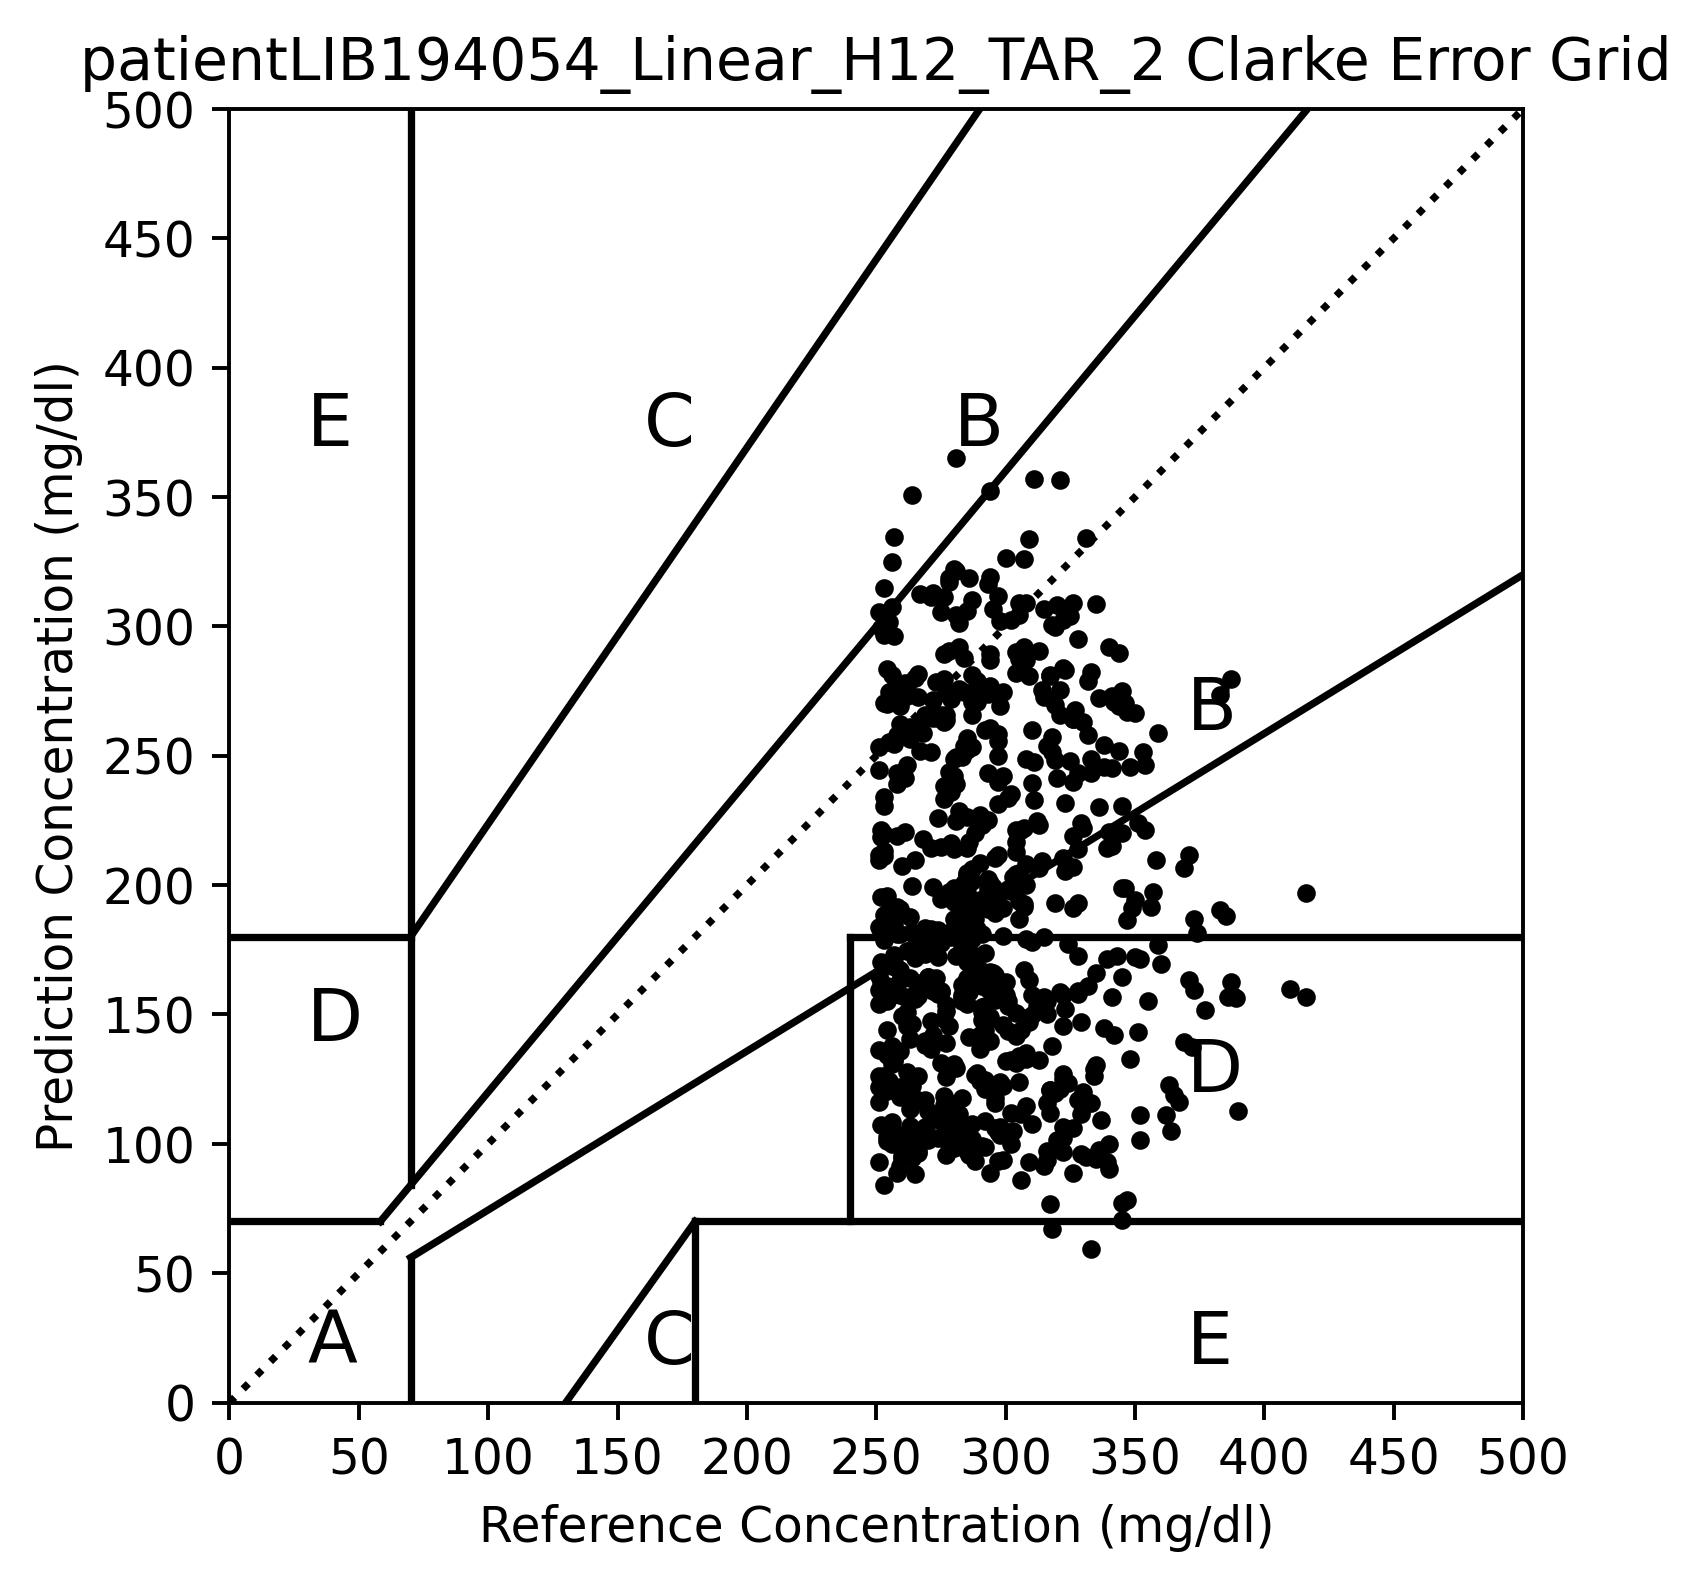 patientLIB194054_Linear_H12_TAR_2 Clarke Error Grid
500
450
400
350
300
250
200
150
100
50
0
Prediction Concentration (mg/dl)
E
C
B
B
D
D
A
C
E
0 50 100 150 200 250 300 350 400 450 500
Reference Concentration (mg/dl)